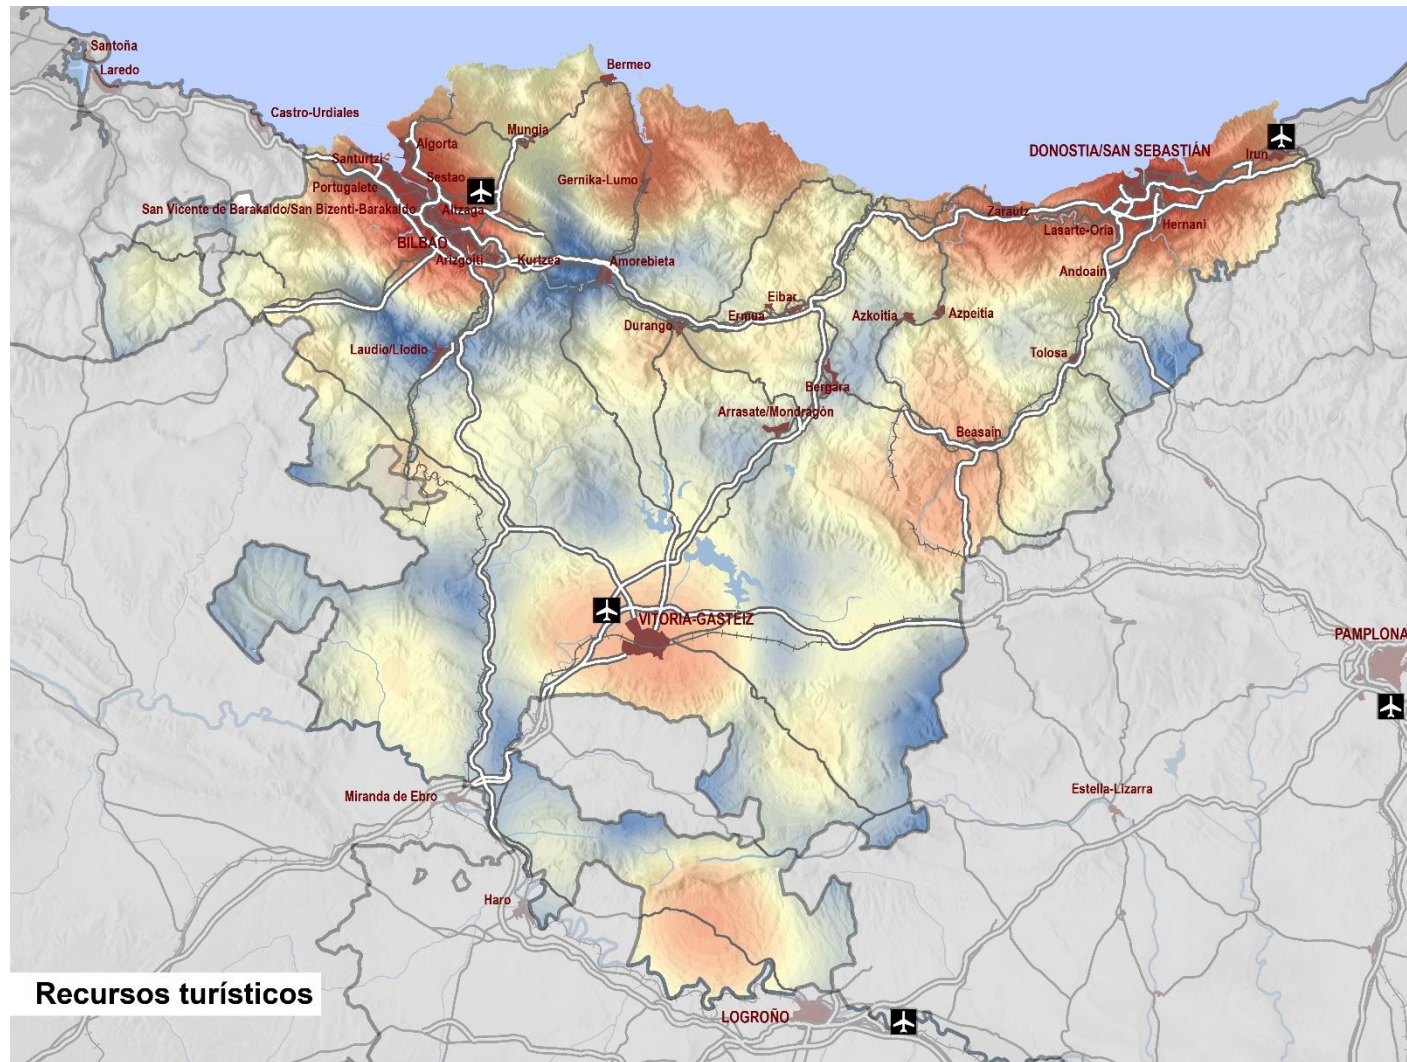 Santoña
Laredo
Bermeo
Castro-Urdiales
Mungia
Algorta
DONOSTIA/SAN SEBASTIÁN
Santurtzi
Irun
Sestao
Gernika-Lumo
Portugalete
San Vicente de Barakaldo/San Bizenti-Barakaldo
Altzaga
Zarautz
Lasarte-Oria
Hernani
BILBAO
Arizgoiti
Kurtzea
Amorebieta
Andoain
Eibar
Ermua
Azkoitia
Azpeitia
Durango
Laudio/Llodio
Tolosa
Bergara
Arrasate/Mondragón
Beasain
VITORIA-GASTEIZ
PAMPLONA
Miranda de Ebro
Estella-Lizarra
Haro
Recursos turísticos
LOGROÑO